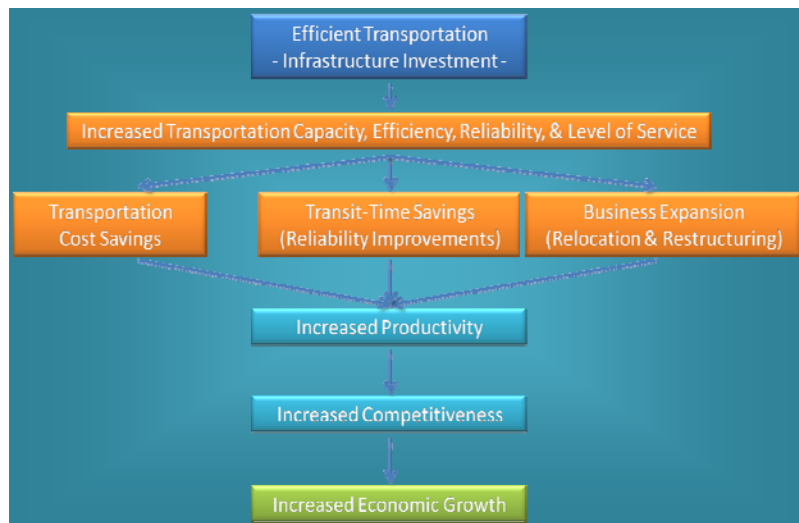 Efficient Transportation
- Infrastructure Investment -
Increased Transportation Capacity, Efficiency, Reliability, & Level of Service
Transportation
Cost Savings
Transit-Time Savings
(Reliability Improvements)
Business Expansion
(Relocation & Restructuring)
Increased Productivity
Increased Competitiveness
Increased Economic Growth